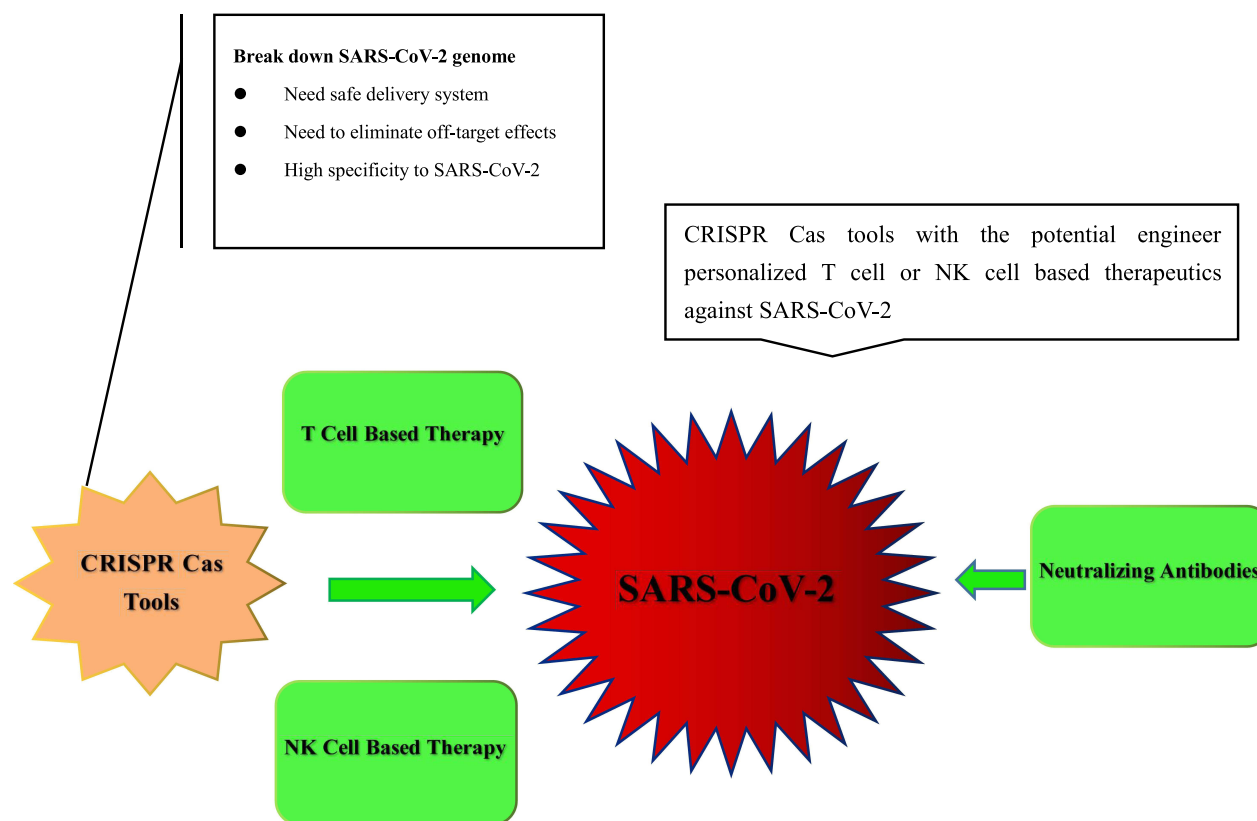 Break down SARS-CoV-2 genome
● Need safe delivery system
● Need to eliminate off-target effects
● High specificity to SARS-CoV-2
CRISPR Cas tools with the potential engineer
personalized T cell or NK cell based therapeutics
against SARS-CoV-2
T Cell Based Therapy
CRISPR Cas
Tools
SARS-CoV-2
Neutralizing Antibodies
NK Cell Based Therapy